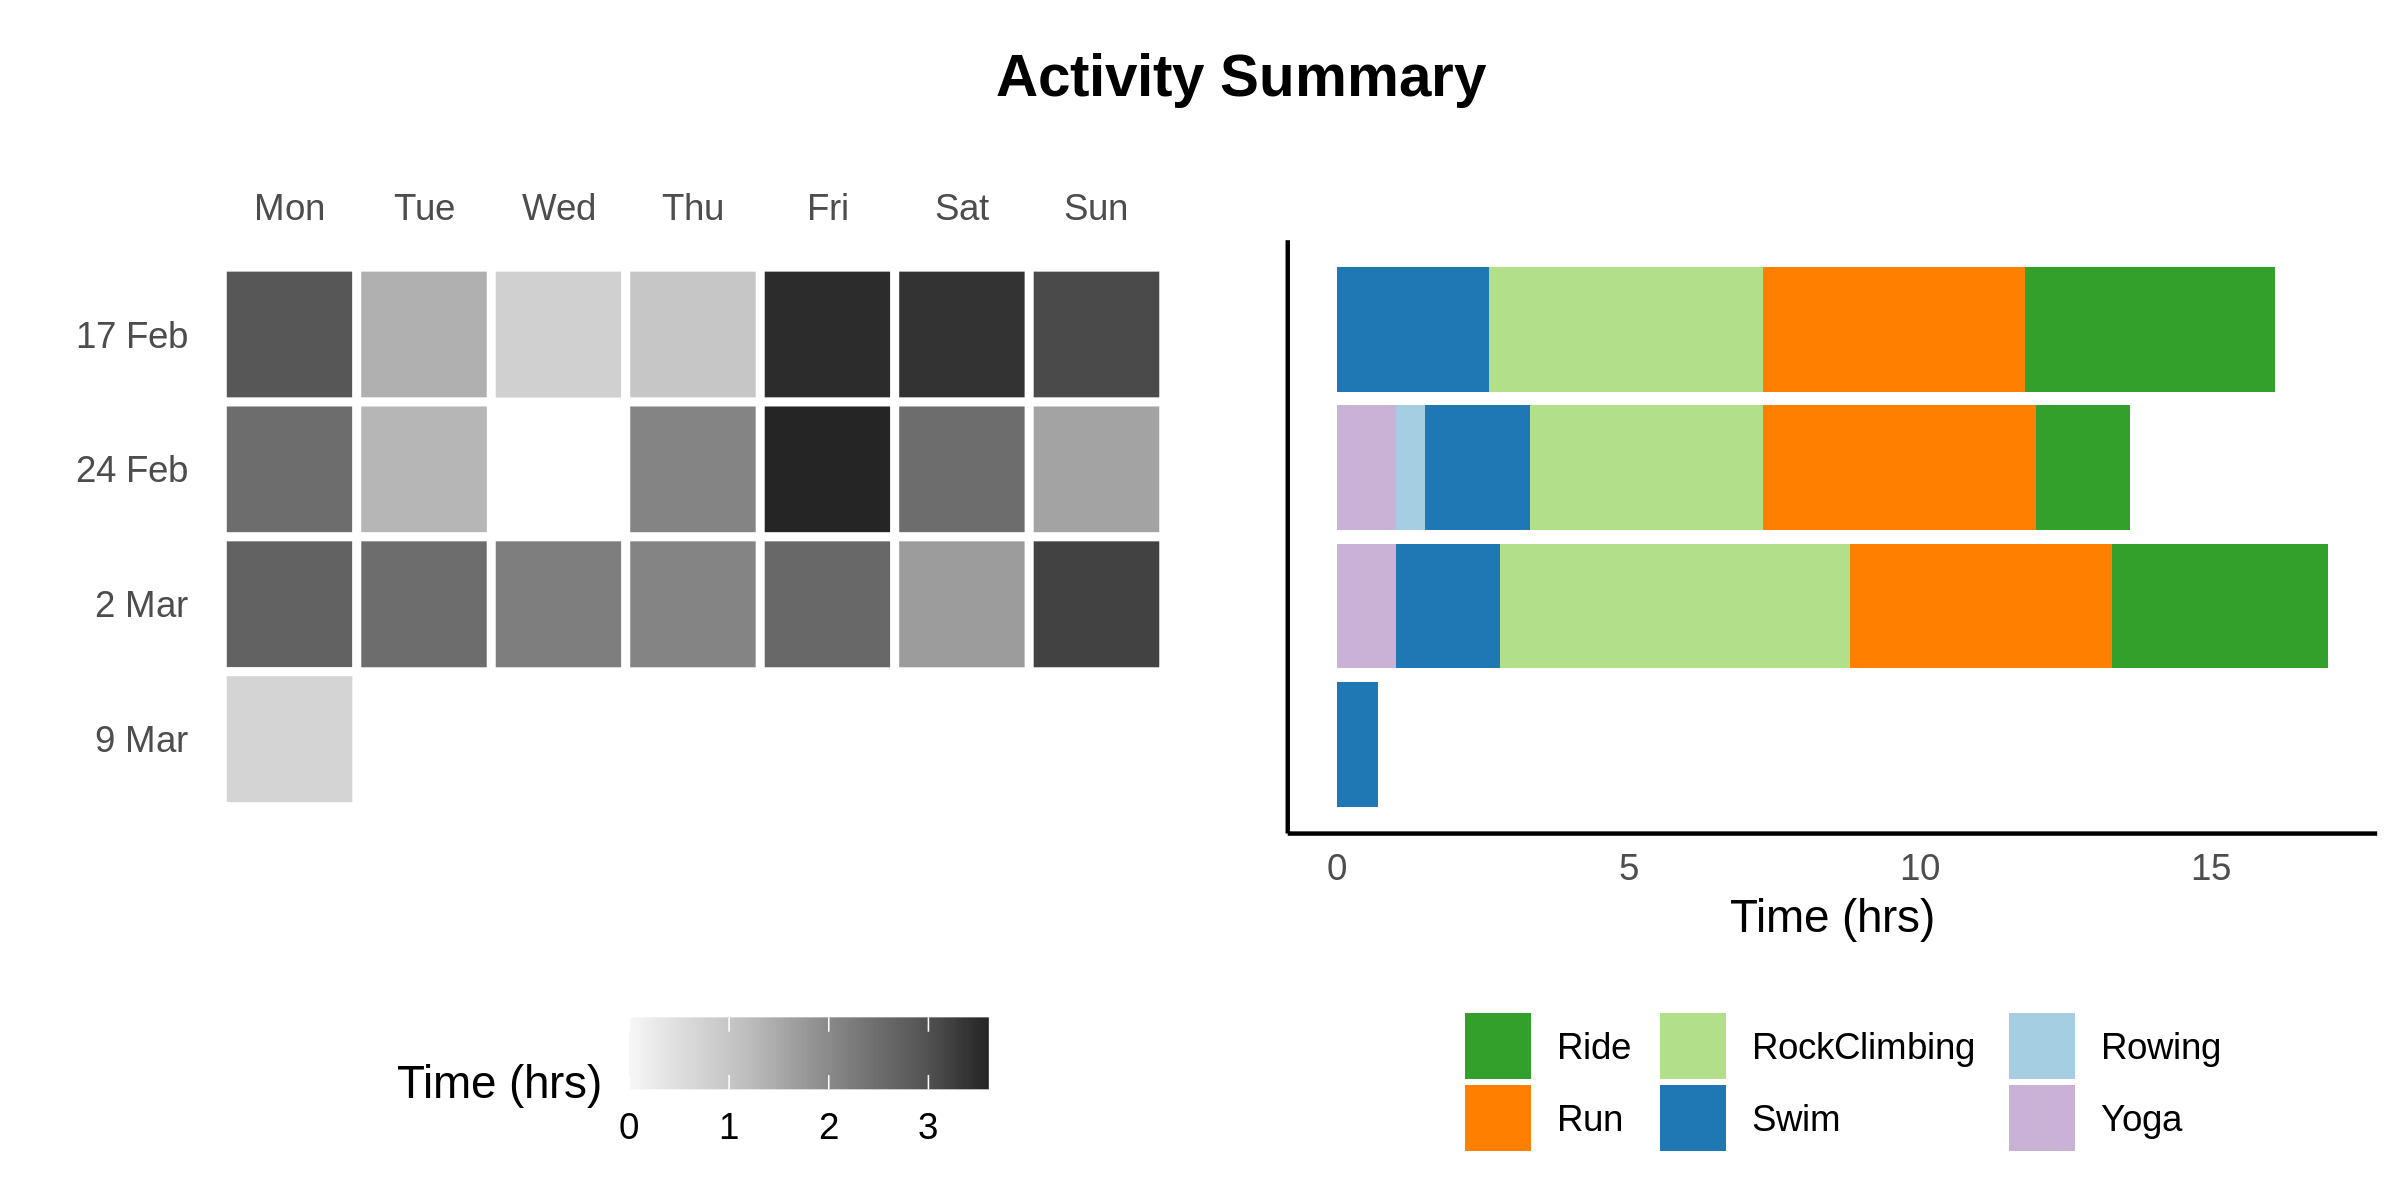 Activity Summary
Mon Tue Wed Thu Fri Sat Sun
17 Feb
24 Feb
2 Mar
9 Mar
0 5 10 15
Time (hrs)
Time (hrs)
0 1 2 3
Ride RockClimbing Rowing
Run Swim Yoga